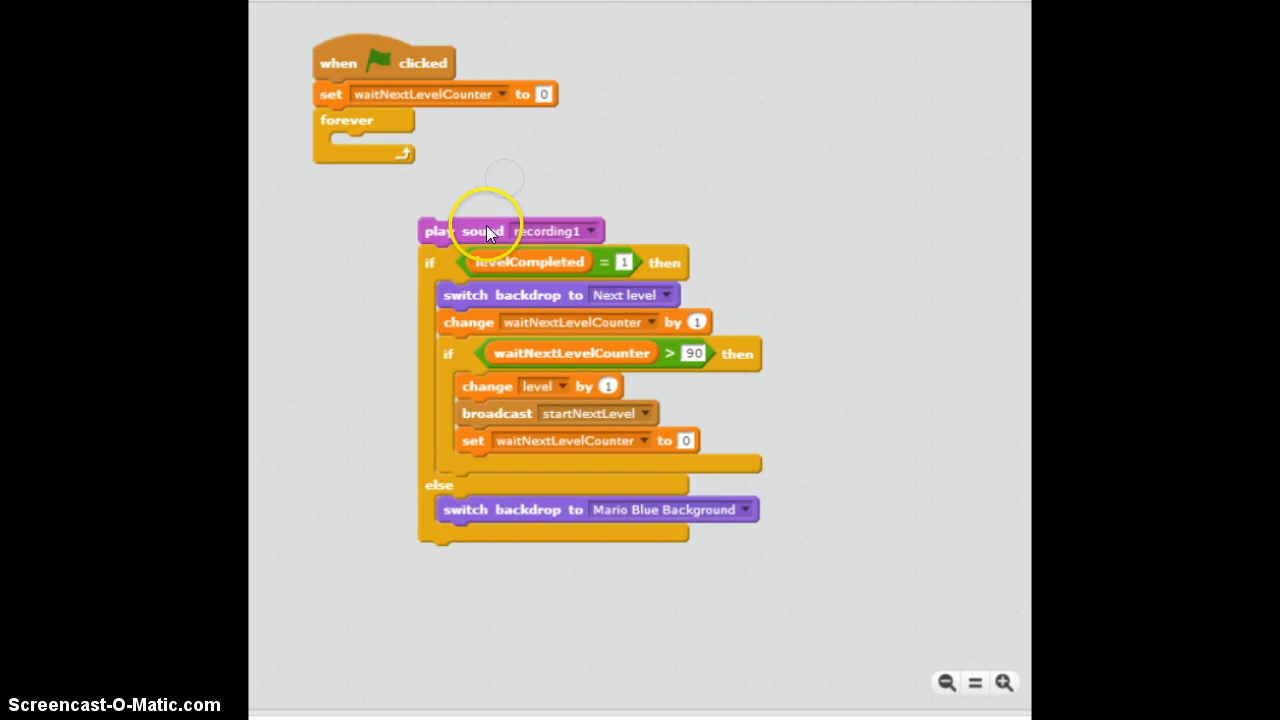 when clicked
set waitNextLevelCounter to 0
forever
play sound recording1
if levelCompleted = 1 then
switch backdrop to Next level
change waitNextLevelCounter by 1
if waitNextLevelCounter > 90 then
change level by 1
broadcast startNextLevel
set waitNextLevelCounter to 0
else
switch backdrop to Mario Blue Background
Screencast-O-Matic.com